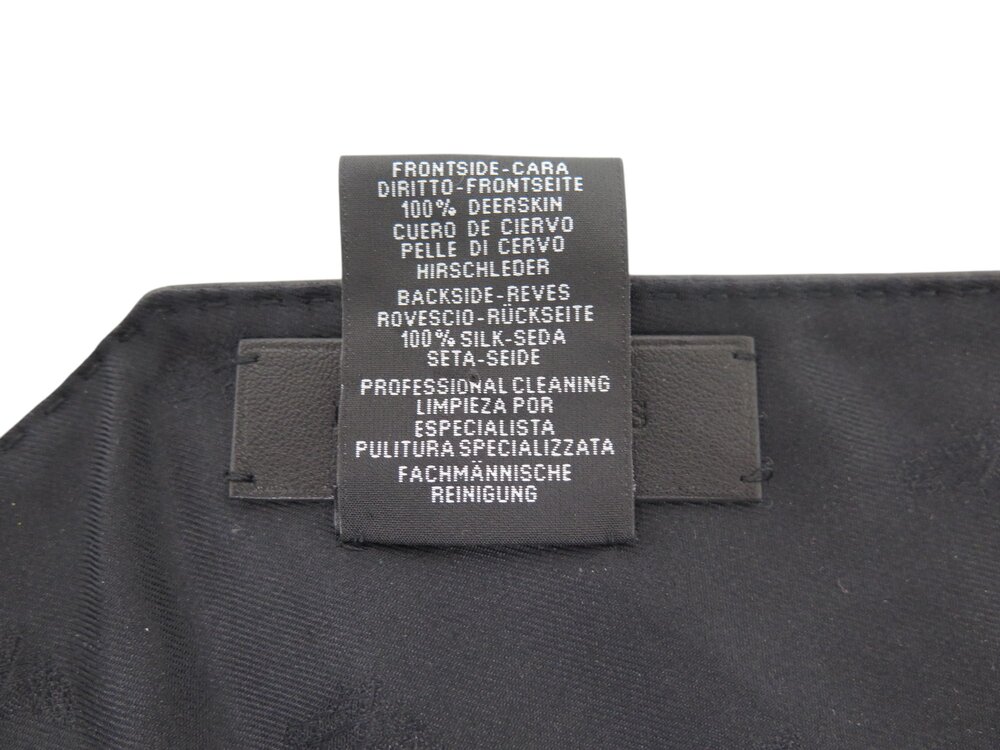 FRONTSIDE-CARA
DIRITTO-FRONTSEITE
100% DEERSKIN
CUERO DE CIERVO
PELLE DI CERVO
HIRSCHLEDER
BACKSIDE-REVES
ROVESCIO-RÜCKSEITE
100% SILK-SEDA
SETA-SEIDE
PROFESSIONAL CLEANING
LIMPIEZA POR
ESPECIALISTA
PULITURA SPECIALIZZATA
FACHMÄNNISCHE
REINIGUNG